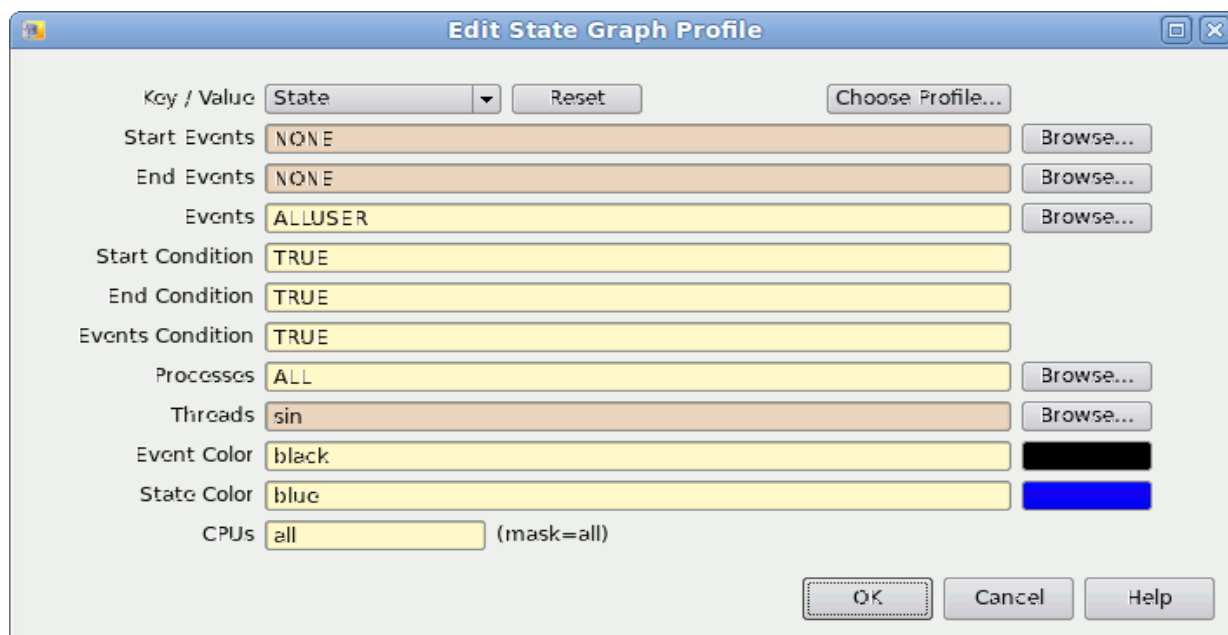 Edit State Graph Profile
Key / Value State Reset Choose Profile...
Start Events NONE Browse...
End Events NONE Browse...
Events ALLUSER Browse...
Start Condition TRUE
End Condition TRUE
Events Condition TRUE
Processes ALL Browse...
Threads sin Browse...
Event Color black
State Color blue
CPUs all (mask=all)
OK Cancel Help